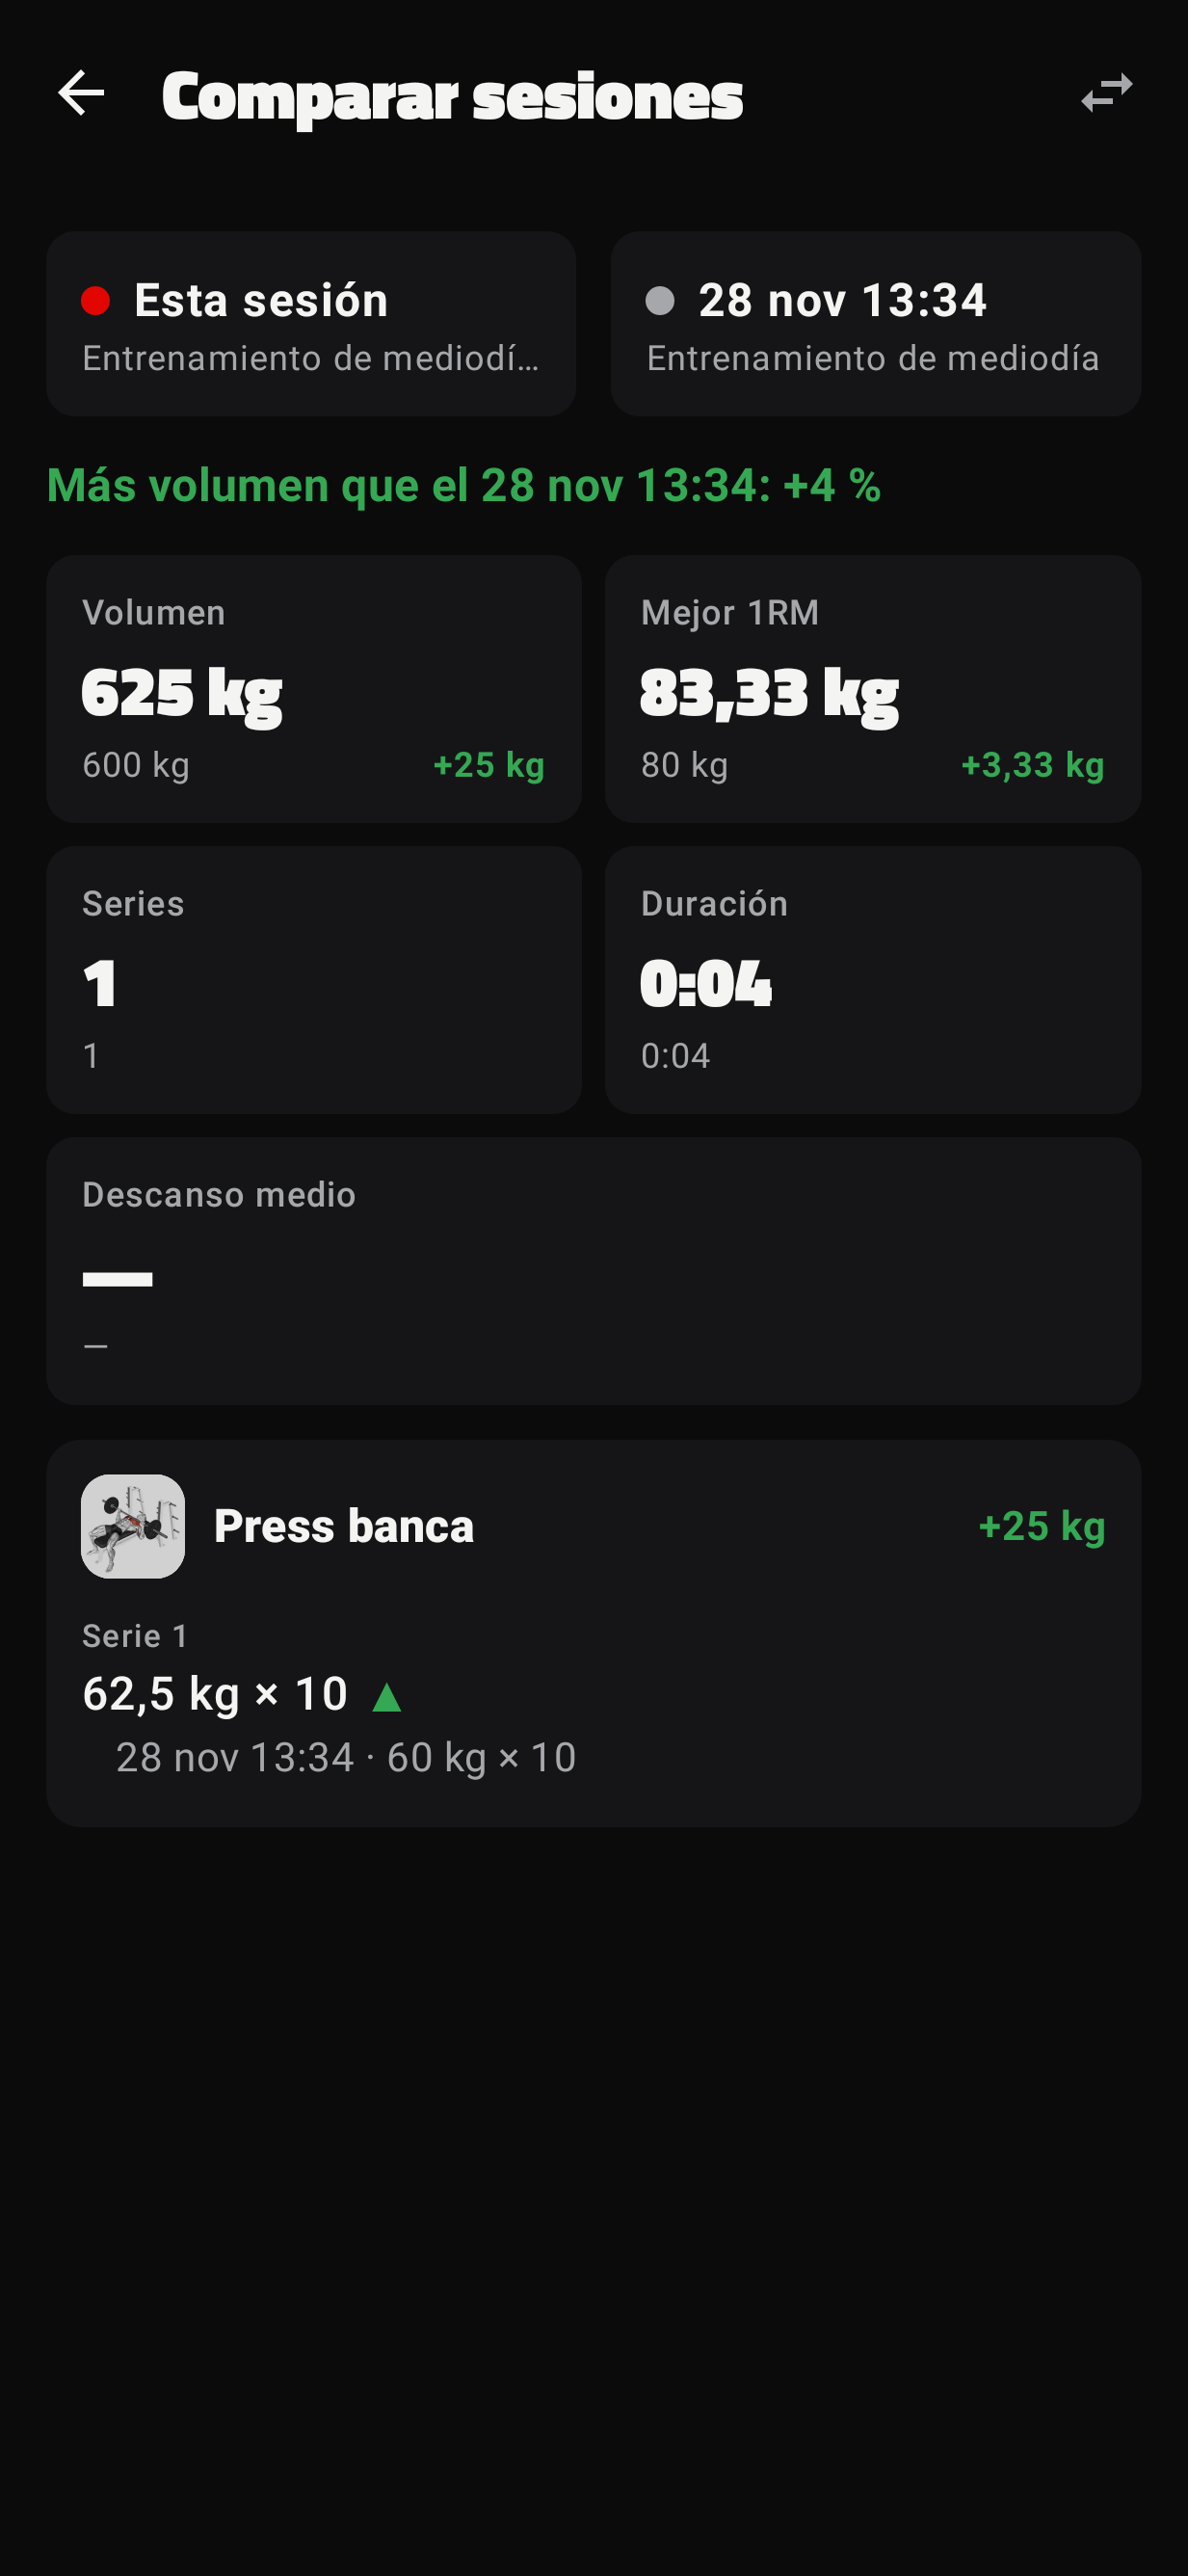 Comparar sesiones
Esta sesión
Entrenamiento de mediodí…
28 nov 13:34
Entrenamiento de mediodía
Más volumen que el 28 nov 13:34: +4 %
Volumen
625 kg
600 kg +25 kg
Mejor 1RM
83,33 kg
80 kg +3,33 kg
Series
1
1
Duración
0:04
0:04
Descanso medio
—
—
Press banca +25 kg
Serie 1
62,5 kg × 10 ▲
28 nov 13:34 · 60 kg × 10